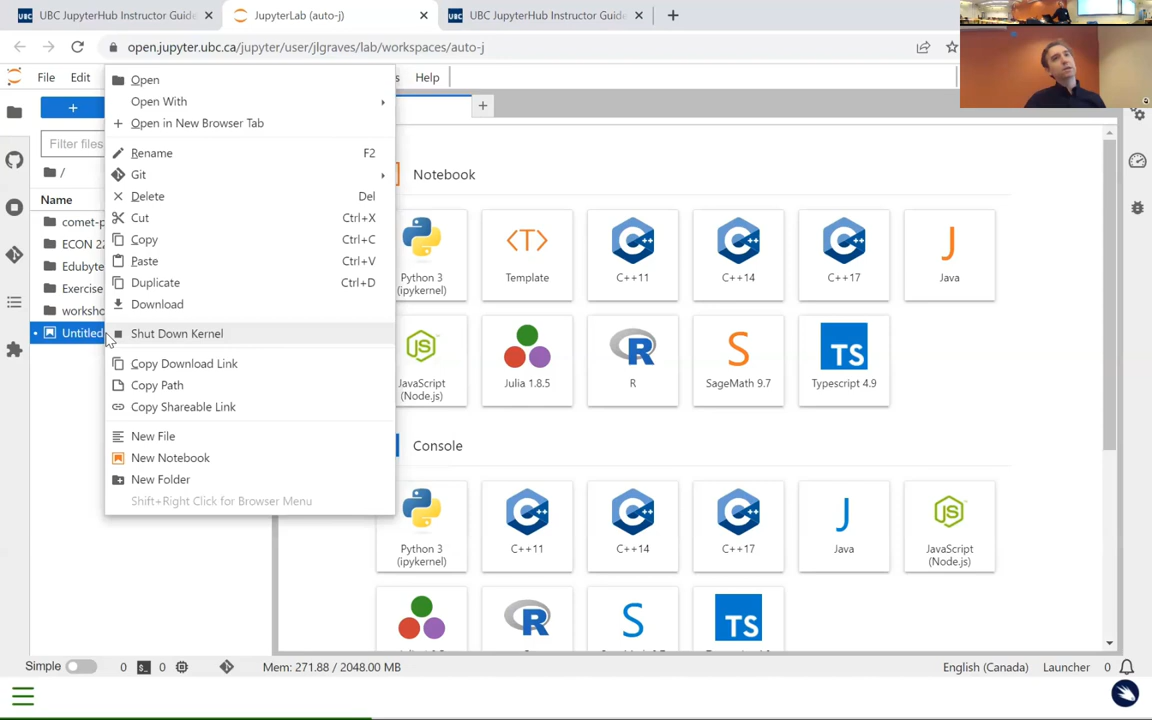 UBC JupyterHub Instructor Guide
JupyterLab (auto-j)
UBC JupyterHub Instructor Guide
open.jupyter.ubc.ca/jupyter/user/jlgraves/lab/workspaces/auto-j
File
Edit
Help
Open
Open With
Open in New Browser Tab
Rename F2
Git
Delete Del
Cut Ctrl+X
Copy Ctrl+C
Paste Ctrl+V
Duplicate Ctrl+D
Download
Shut Down Kernel
Copy Download Link
Copy Path
Copy Shareable Link
New File
New Notebook
New Folder
Shift+Right Click for Browser Menu
Filter files
/
Name
comet-p
ECON 22
Edubyte
Exercise
worksho
Untitled
Notebook
Python 3
(ipykernel)
<T>
Template
C++
C++11
C++
C++14
C++
C++17
J
Java
JS
JavaScript
(Node.js)
Julia 1.8.5
R
R
S
SageMath 9.7
TS
Typescript 4.9
Console
Python 3
(ipykernel)
C++
C++11
C++
C++14
C++
C++17
J
Java
JS
JavaScript
(Node.js)
R
S
TS
Simple
0
0
Mem: 271.88 / 2048.00 MB
English (Canada)
Launcher
0